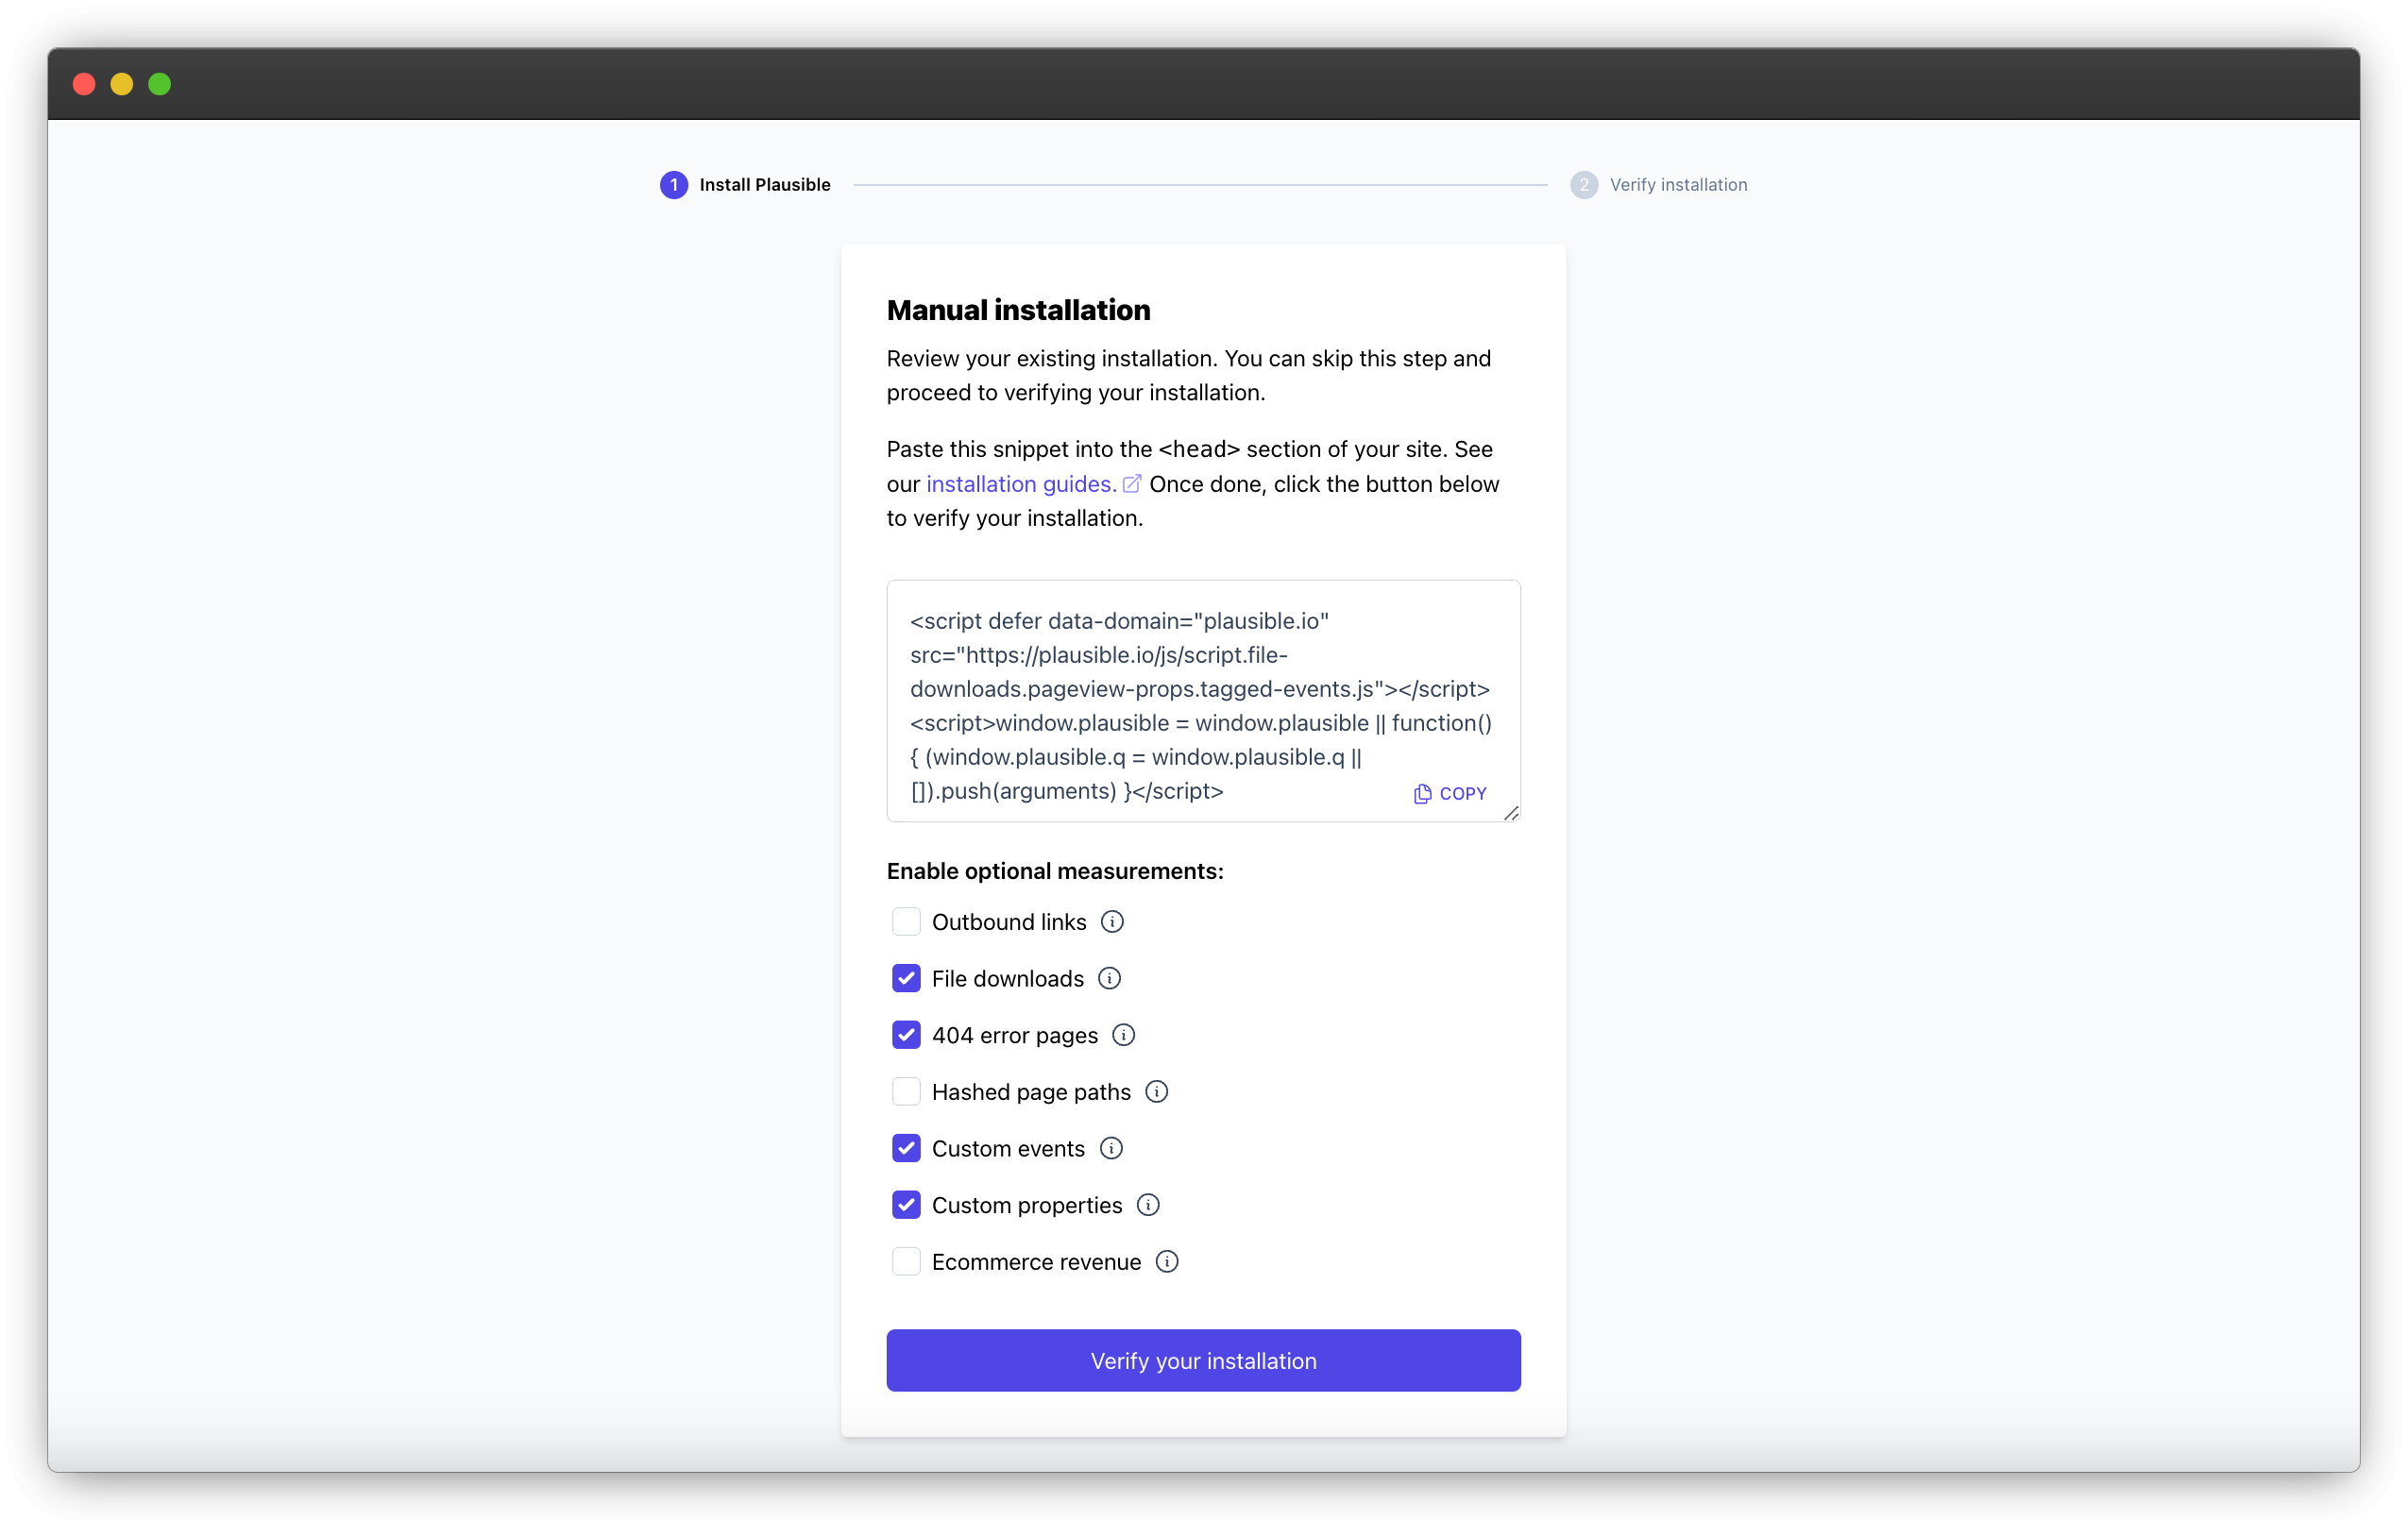 1 Install Plausible
2 Verify installation
Manual installation
Review your existing installation. You can skip this step and
proceed to verifying your installation.
Paste this snippet into the <head> section of your site. See
our installation guides. Once done, click the button below
to verify your installation.
<script defer data-domain="plausible.io"
src="https://plausible.io/js/script.file-
downloads.pageview-props.tagged-events.js"></script>
<script>window.plausible = window.plausible || function()
{ (window.plausible.q = window.plausible.q ||
[]).push(arguments) }</script>
COPY
Enable optional measurements:
Outbound links
File downloads
404 error pages
Hashed page paths
Custom events
Custom properties
Ecommerce revenue
Verify your installation